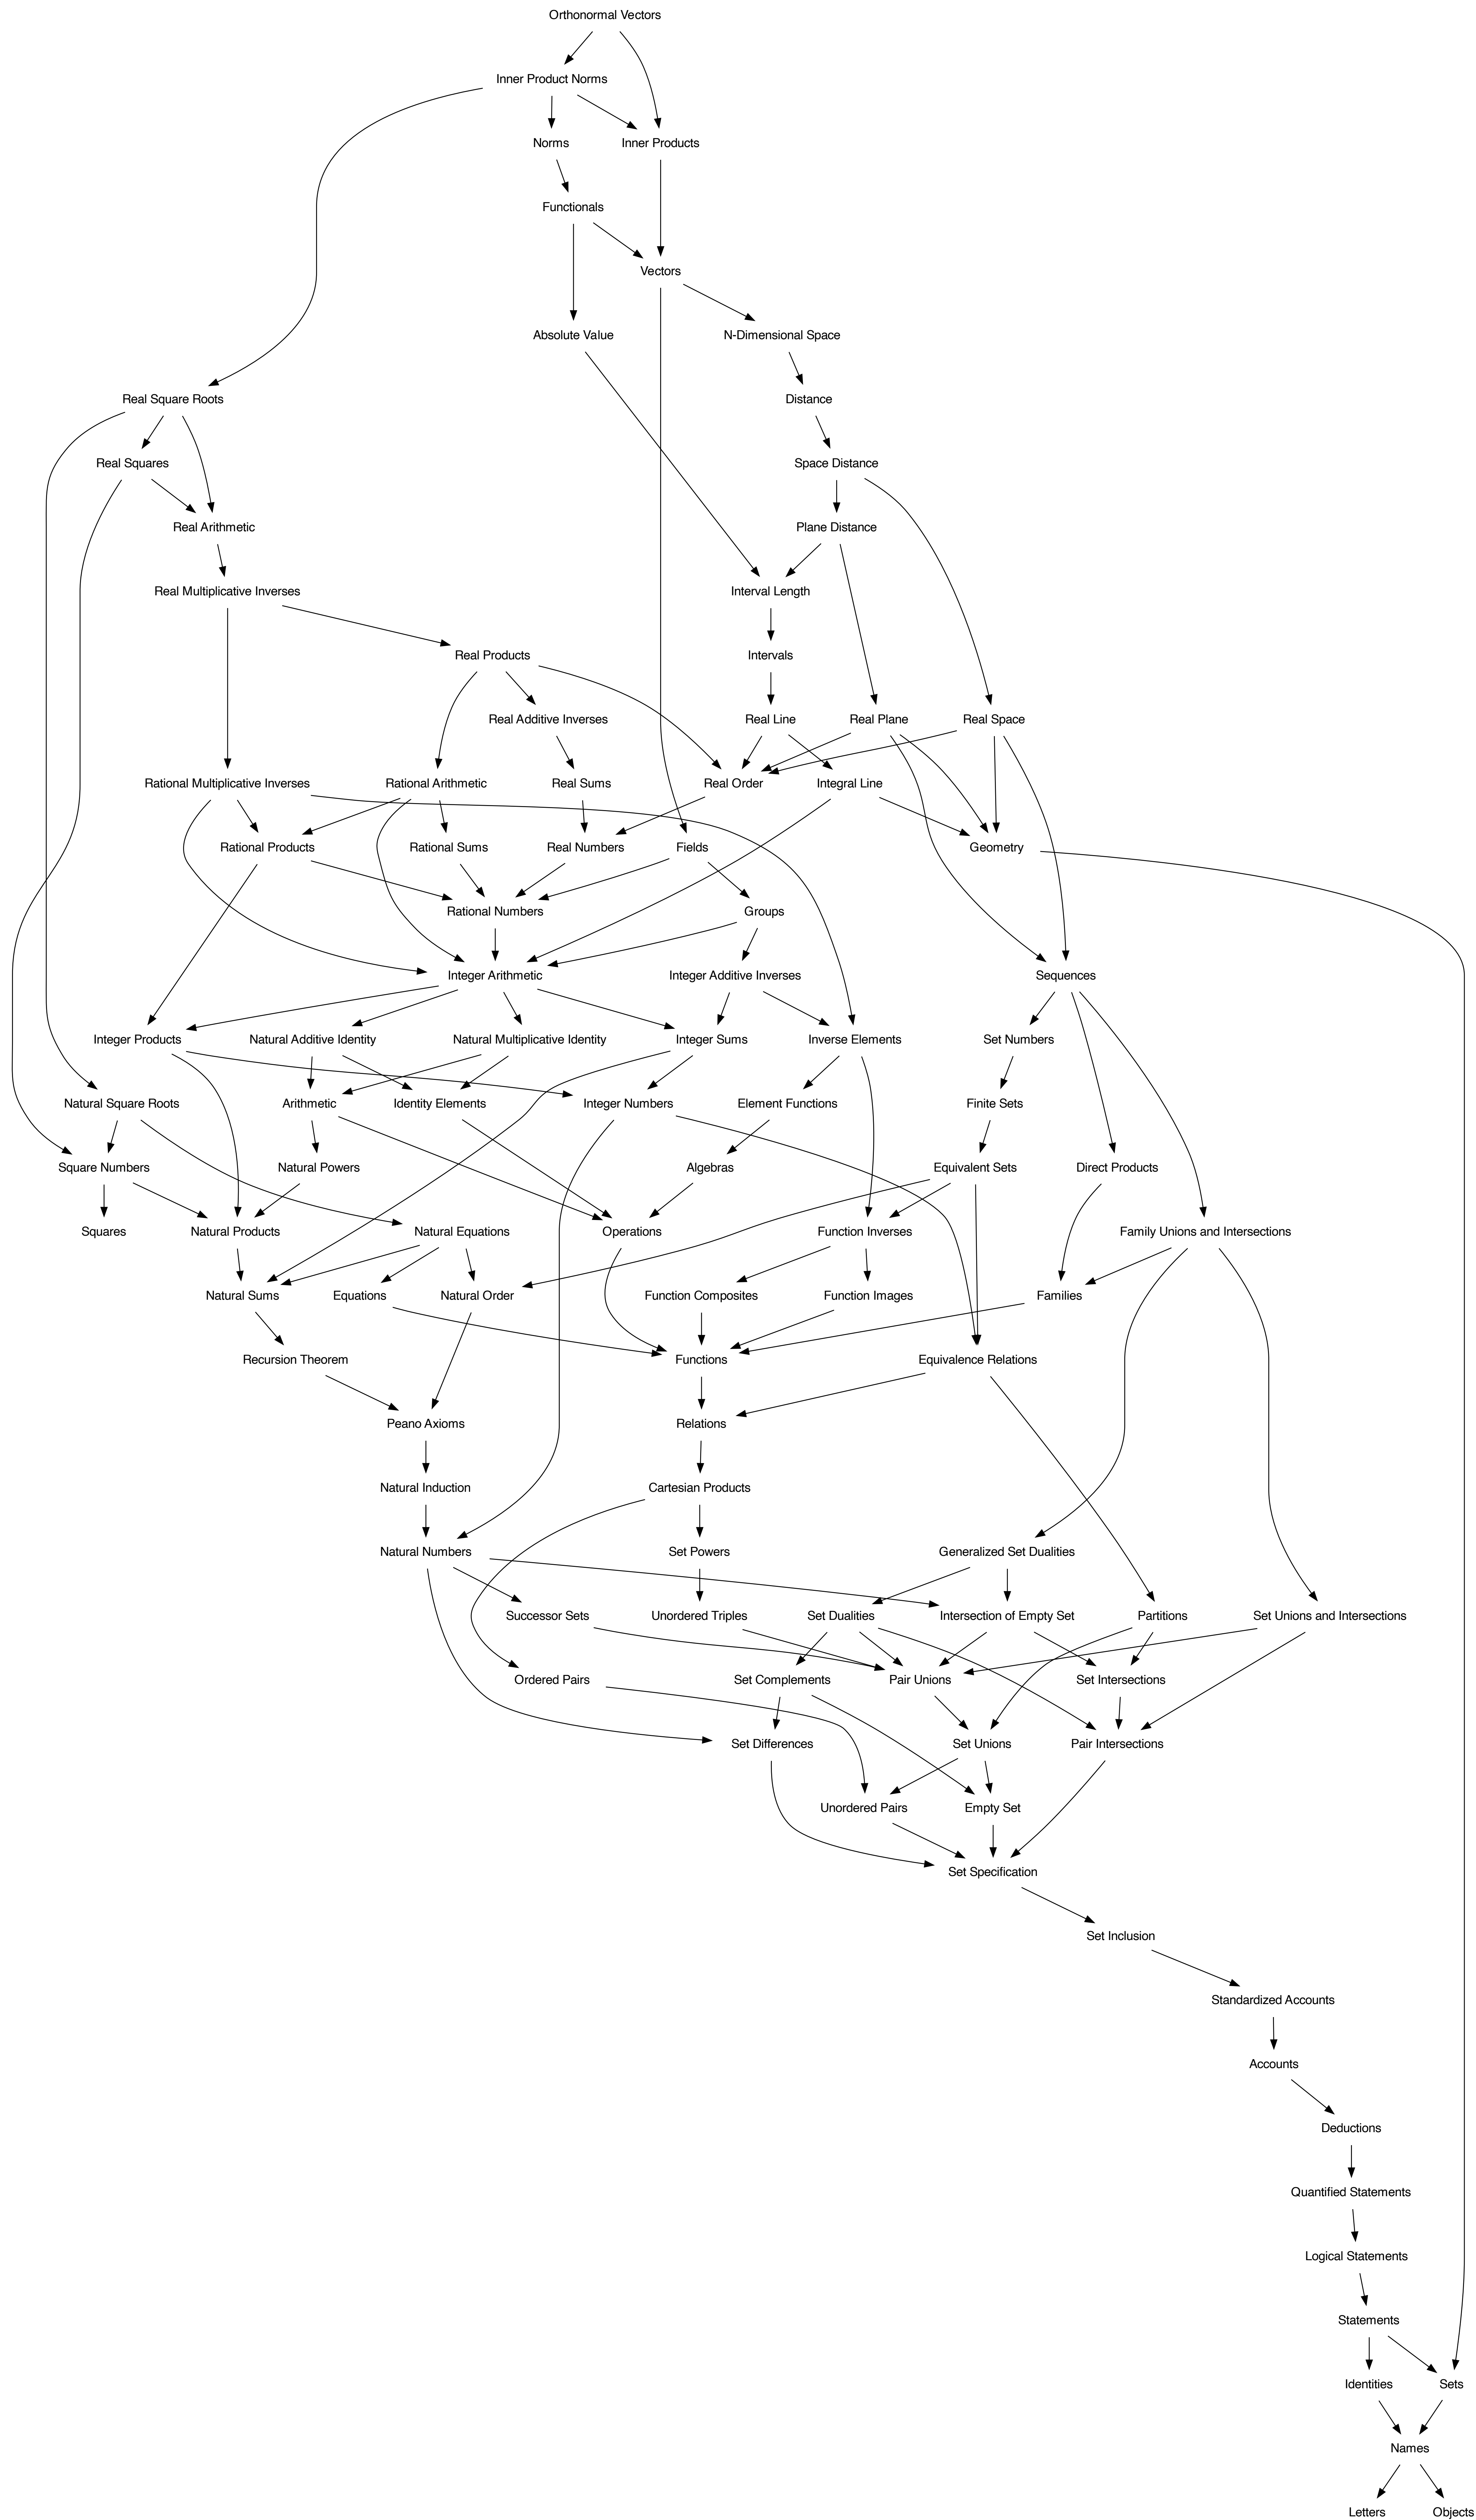 Orthonormal Vectors
Inner Product Norms
Norms
Inner Products
Functionals
Vectors
Absolute Value
N-Dimensional Space
Real Square Roots
Distance
Real Squares
Space Distance
Real Arithmetic
Plane Distance
Real Multiplicative Inverses
Interval Length
Real Products
Intervals
Real Additive Inverses
Real Line
Real Plane
Real Space
Rational Multiplicative Inverses
Rational Arithmetic
Real Sums
Real Order
Integral Line
Rational Products
Rational Sums
Real Numbers
Fields
Geometry
Rational Numbers
Groups
Integer Arithmetic
Integer Additive Inverses
Sequences
Integer Products
Natural Additive Identity
Natural Multiplicative Identity
Integer Sums
Inverse Elements
Set Numbers
Natural Square Roots
Arithmetic
Identity Elements
Integer Numbers
Element Functions
Finite Sets
Square Numbers
Natural Powers
Algebras
Equivalent Sets
Direct Products
Squares
Natural Products
Natural Equations
Operations
Function Inverses
Family Unions and Intersections
Natural Sums
Equations
Natural Order
Function Composites
Function Images
Families
Recursion Theorem
Functions
Equivalence Relations
Peano Axioms
Relations
Natural Induction
Cartesian Products
Natural Numbers
Set Powers
Generalized Set Dualities
Successor Sets
Unordered Triples
Set Dualities
Intersection of Empty Set
Partitions
Set Unions and Intersections
Ordered Pairs
Set Complements
Pair Unions
Set Intersections
Set Differences
Set Unions
Pair Intersections
Unordered Pairs
Empty Set
Set Specification
Set Inclusion
Standardized Accounts
Accounts
Deductions
Quantified Statements
Logical Statements
Statements
Identities
Sets
Names
Letters
Objects